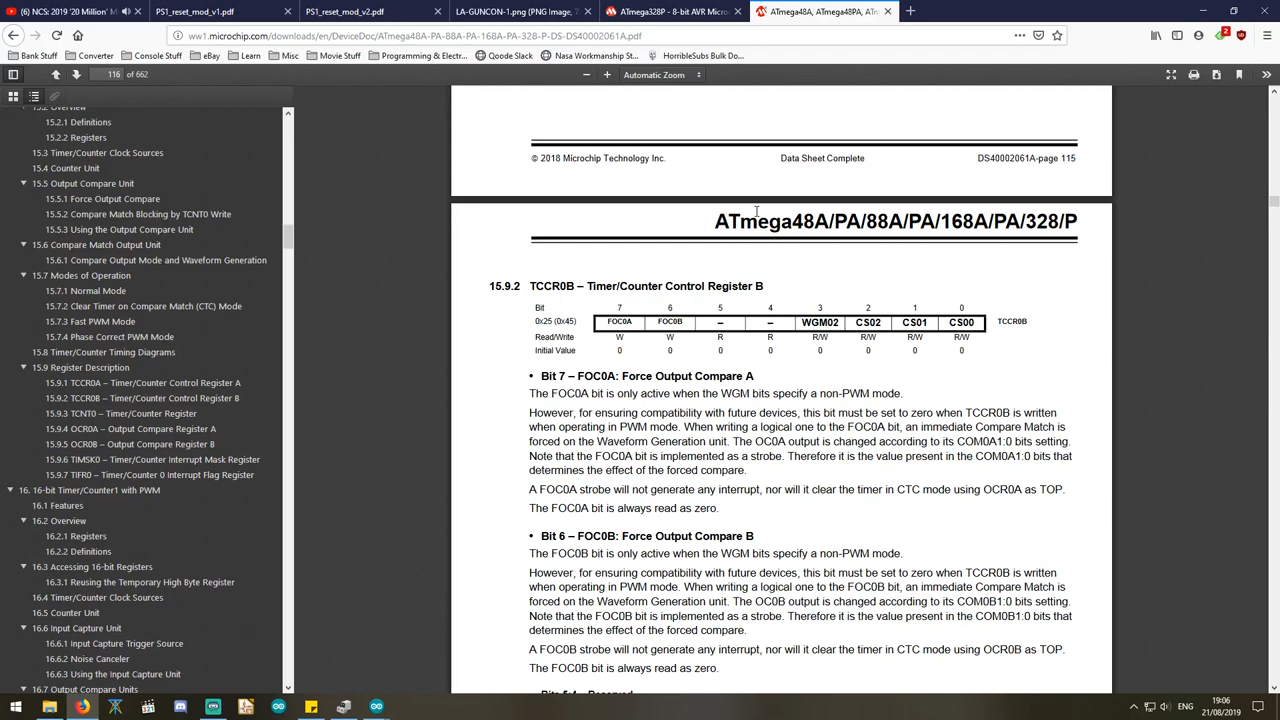 (6) NCS: 2019 '20 Million' M
PS1_reset_mod_v1.pdf
PS1_reset_mod_v2.pdf
LA-GUNCON-1.png (PNG Image, 7
ATmega328P - 8-bit AVR Micro
ATmega48A, ATmega48PA, ATm
ww1.microchip.com/downloads/en/DeviceDoc/ATmega48A-PA-88A-PA-168A-PA-328-P-DS-DS40002061A.pdf
2
Bank Stuff
Converter
Console Stuff
eBay
Learn
Misc
Movie Stuff
Programming & Electr...
Qoode Slack
Nasa Workmanship St...
HorribleSubs Bulk Do...
116 of 662
Automatic Zoom
15.2 Overview
15.2.1 Definitions
15.2.2 Registers
15.3 Timer/Counter Clock Sources
15.4 Counter Unit
15.5 Output Compare Unit
15.5.1 Force Output Compare
15.5.2 Compare Match Blocking by TCNT0 Write
15.5.3 Using the Output Compare Unit
15.6 Compare Match Output Unit
15.6.1 Compare Output Mode and Waveform Generation
15.7 Modes of Operation
15.7.1 Normal Mode
15.7.2 Clear Timer on Compare Match (CTC) Mode
15.7.3 Fast PWM Mode
15.7.4 Phase Correct PWM Mode
15.8 Timer/Counter Timing Diagrams
15.9 Register Description
15.9.1 TCCR0A – Timer/Counter Control Register A
15.9.2 TCCR0B – Timer/Counter Control Register B
15.9.3 TCNT0 – Timer/Counter Register
15.9.4 OCR0A – Output Compare Register A
15.9.5 OCR0B – Output Compare Register B
15.9.6 TIMSK0 – Timer/Counter Interrupt Mask Register
15.9.7 TIFR0 – Timer/Counter 0 Interrupt Flag Register
16. 16-bit Timer/Counter1 with PWM
16.1 Features
16.2 Overview
16.2.1 Registers
16.2.2 Definitions
16.3 Accessing 16-bit Registers
16.3.1 Reusing the Temporary High Byte Register
16.4 Timer/Counter Clock Sources
16.5 Counter Unit
16.6 Input Capture Unit
16.6.1 Input Capture Trigger Source
16.6.2 Noise Canceler
16.6.3 Using the Input Capture Unit
16.7 Output Compare Units
© 2018 Microchip Technology Inc. Data Sheet Complete DS40002061A-page 115
ATmega48A/PA/88A/PA/168A/PA/328/P
15.9.2 TCCR0B – Timer/Counter Control Register B
Bit 7 6 5 4 3 2 1 0
0x25 (0x45) FOC0A FOC0B – – WGM02 CS02 CS01 CS00 TCCR0B
Read/Write W W R R R/W R/W R/W R/W
Initial Value 0 0 0 0 0 0 0 0
• Bit 7 – FOC0A: Force Output Compare A
The FOC0A bit is only active when the WGM bits specify a non-PWM mode.
However, for ensuring compatibility with future devices, this bit must be set to zero when TCCR0B is written
when operating in PWM mode. When writing a logical one to the FOC0A bit, an immediate Compare Match is
forced on the Waveform Generation unit. The OC0A output is changed according to its COM0A1:0 bits setting.
Note that the FOC0A bit is implemented as a strobe. Therefore it is the value present in the COM0A1:0 bits that
determines the effect of the forced compare.
A FOC0A strobe will not generate any interrupt, nor will it clear the timer in CTC mode using OCR0A as TOP.
The FOC0A bit is always read as zero.
• Bit 6 – FOC0B: Force Output Compare B
The FOC0B bit is only active when the WGM bits specify a non-PWM mode.
However, for ensuring compatibility with future devices, this bit must be set to zero when TCCR0B is written
when operating in PWM mode. When writing a logical one to the FOC0B bit, an immediate Compare Match is
forced on the Waveform Generation unit. The OC0B output is changed according to its COM0B1:0 bits setting.
Note that the FOC0B bit is implemented as a strobe. Therefore it is the value present in the COM0B1:0 bits that
determines the effect of the forced compare.
A FOC0B strobe will not generate any interrupt, nor will it clear the timer in CTC mode using OCR0B as TOP.
The FOC0B bit is always read as zero.
Bits 5:4 – Reserved
ENG
19:06
21/08/2019